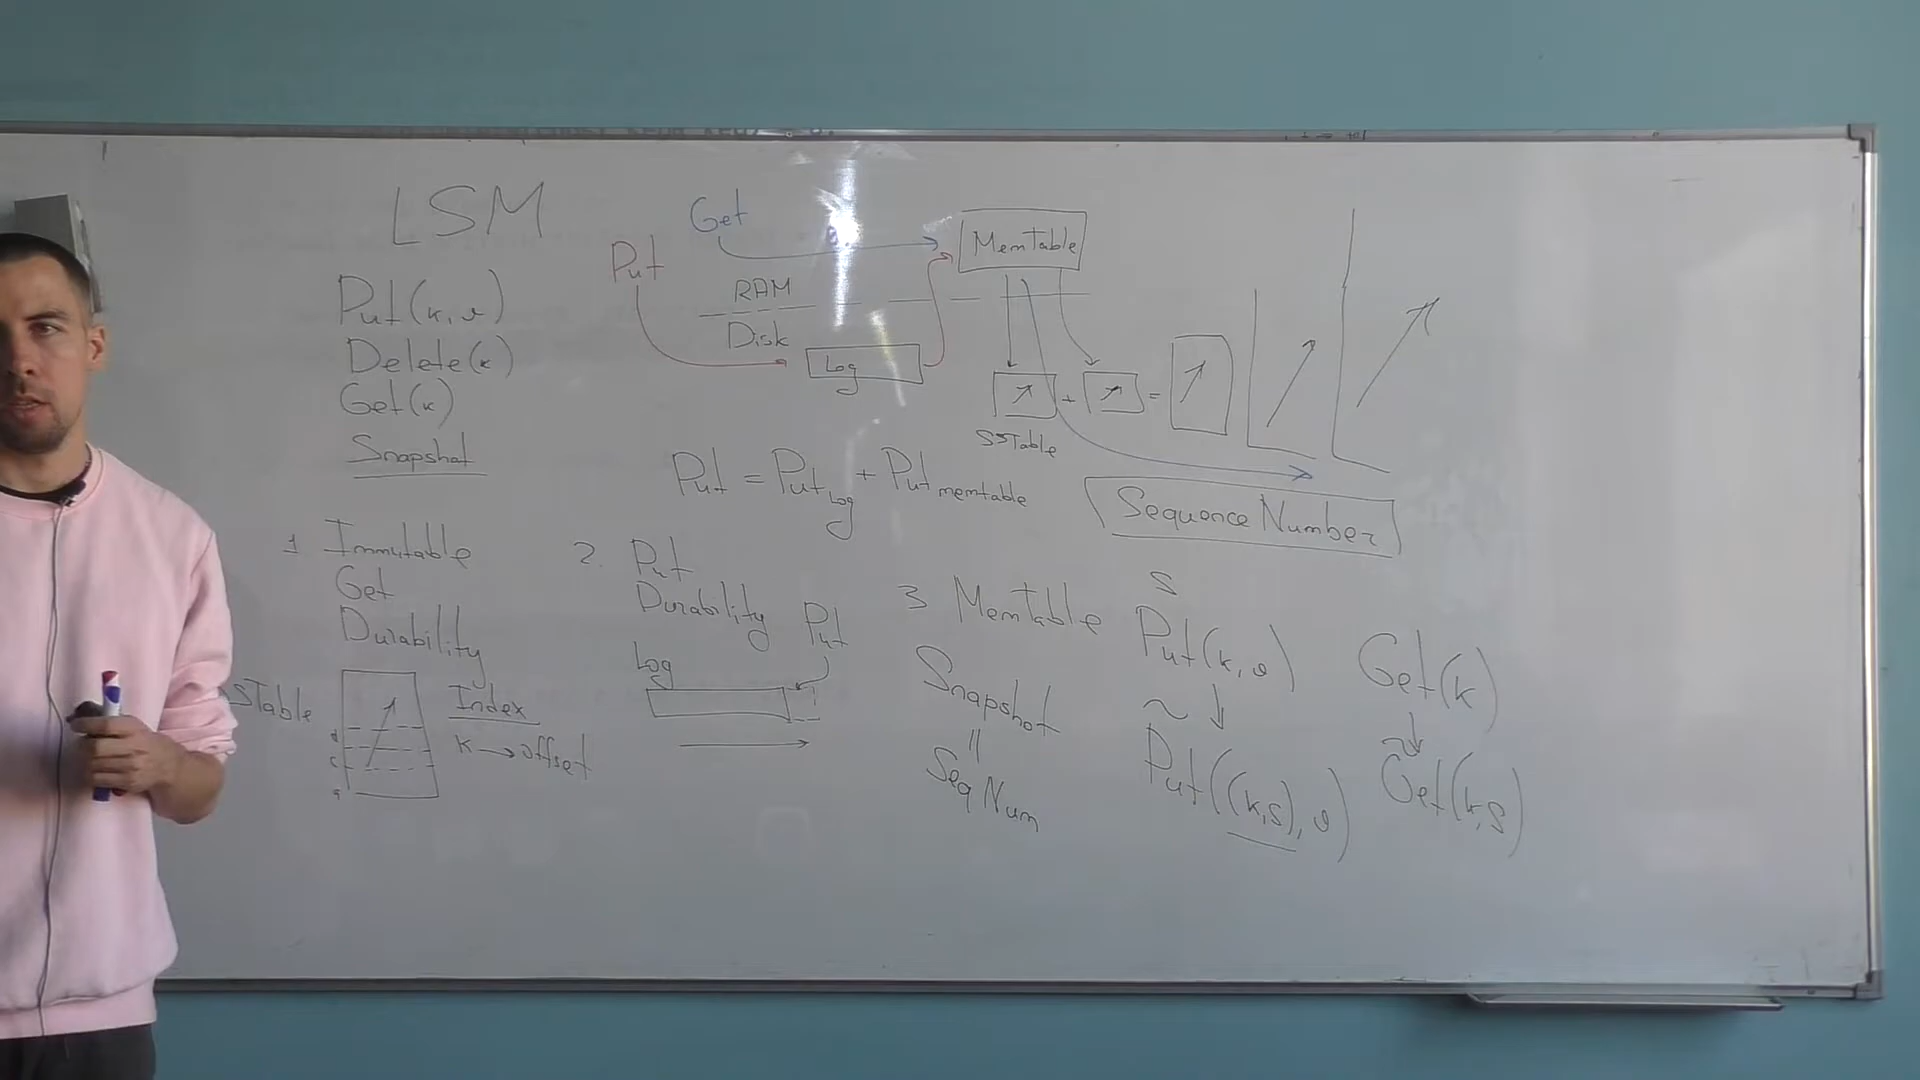 LSM
Put(k,v)
Delete(k)
Get(k)
Snapshot
Get
Put
RAM
Disk
Log
MemTable
+ =
SSTable
Put = Put Log + Put memtable
Sequence Number
1 Immutable
Get
Durability
STable
Index
k → offset
2. Put
Durability
Put
Log
3 MemTable
Snapshot
=
Seq Num
S
Put(k,v)
↓
Put((k,S),v)
Get(k)
↓
Get(k,S)